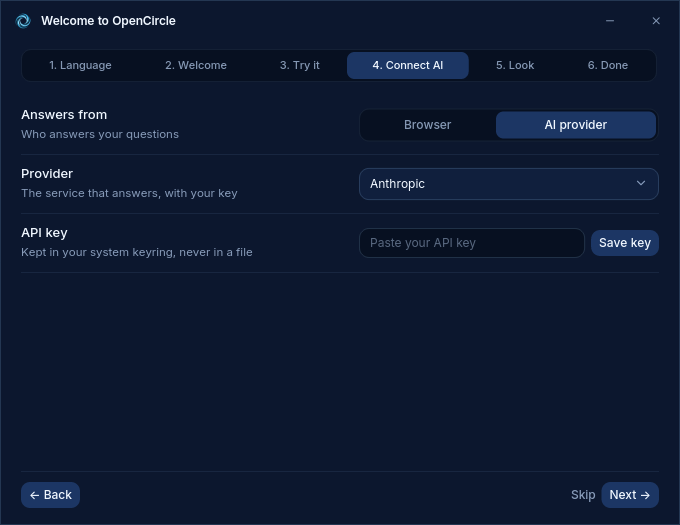 Welcome to OpenCircle
1. Language 2. Welcome 3. Try it 4. Connect AI 5. Look 6. Done
Answers from
Who answers your questions
Browser AI provider
Provider
The service that answers, with your key
Anthropic
API key
Kept in your system keyring, never in a file
Paste your API key Save key
← Back Skip Next →